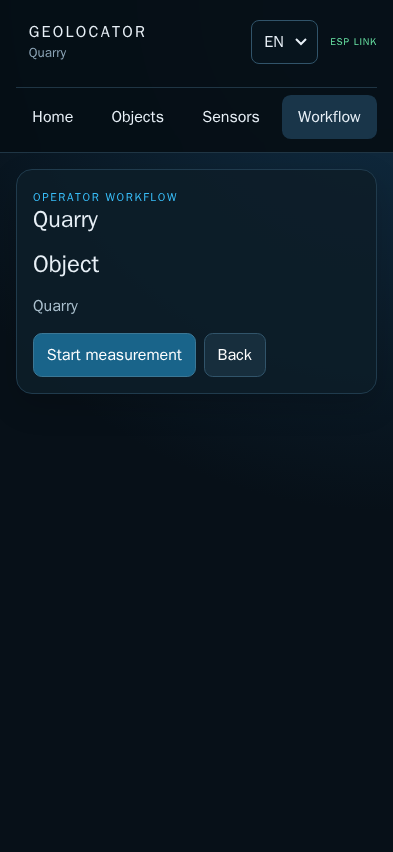 GEOLOCATOR
Quarry
EN
ESP LINK
Home
Objects
Sensors
Workflow
OPERATOR WORKFLOW
Quarry
Object
Quarry
Start measurement
Back